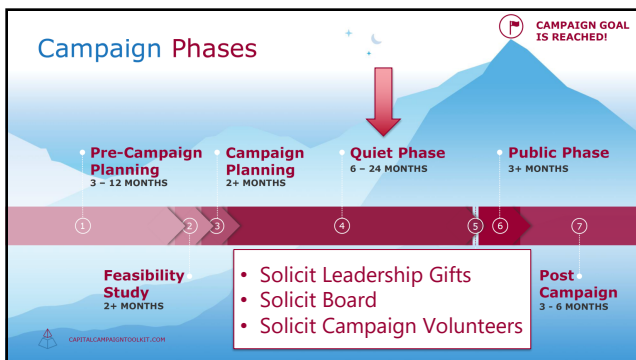 Campaign Phases
CAMPAIGN GOAL
IS REACHED!
Pre-Campaign
Planning
3 – 12 MONTHS
Campaign
Planning
2+ MONTHS
Quiet Phase
6 – 24 MONTHS
Public Phase
3+ MONTHS
1
2
3
4
5
6
7
Feasibility
Study
2+ MONTHS
• Solicit Leadership Gifts
• Solicit Board
• Solicit Campaign Volunteers
Post
Campaign
3 - 6 MONTHS
CAPITALCAMPAIGNTOOLKIT.COM